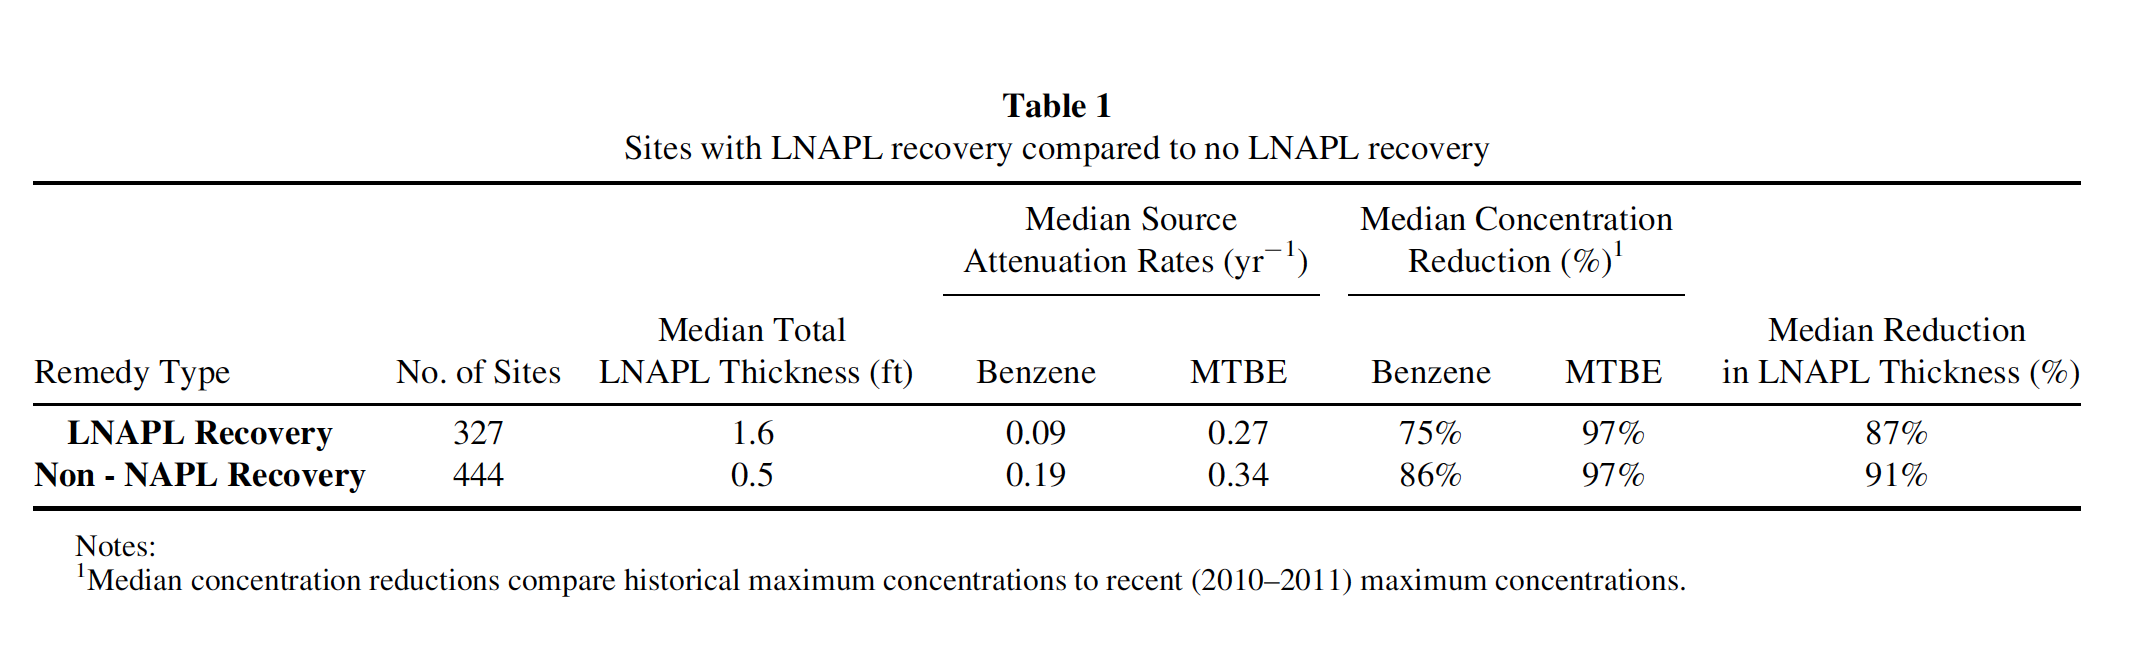 Table 1
Sites with LNAPL recovery compared to no LNAPL recovery
Median Source Median Concentration
Attenuation Rates (yr⁻¹) Reduction (%)¹
Median Total Median Reduction
Remedy Type No. of Sites LNAPL Thickness (ft) Benzene MTBE Benzene MTBE in LNAPL Thickness (%)
LNAPL Recovery 327 1.6 0.09 0.27 75% 97% 87%
Non - NAPL Recovery 444 0.5 0.19 0.34 86% 97% 91%
Notes:
¹Median concentration reductions compare historical maximum concentrations to recent (2010–2011) maximum concentrations.